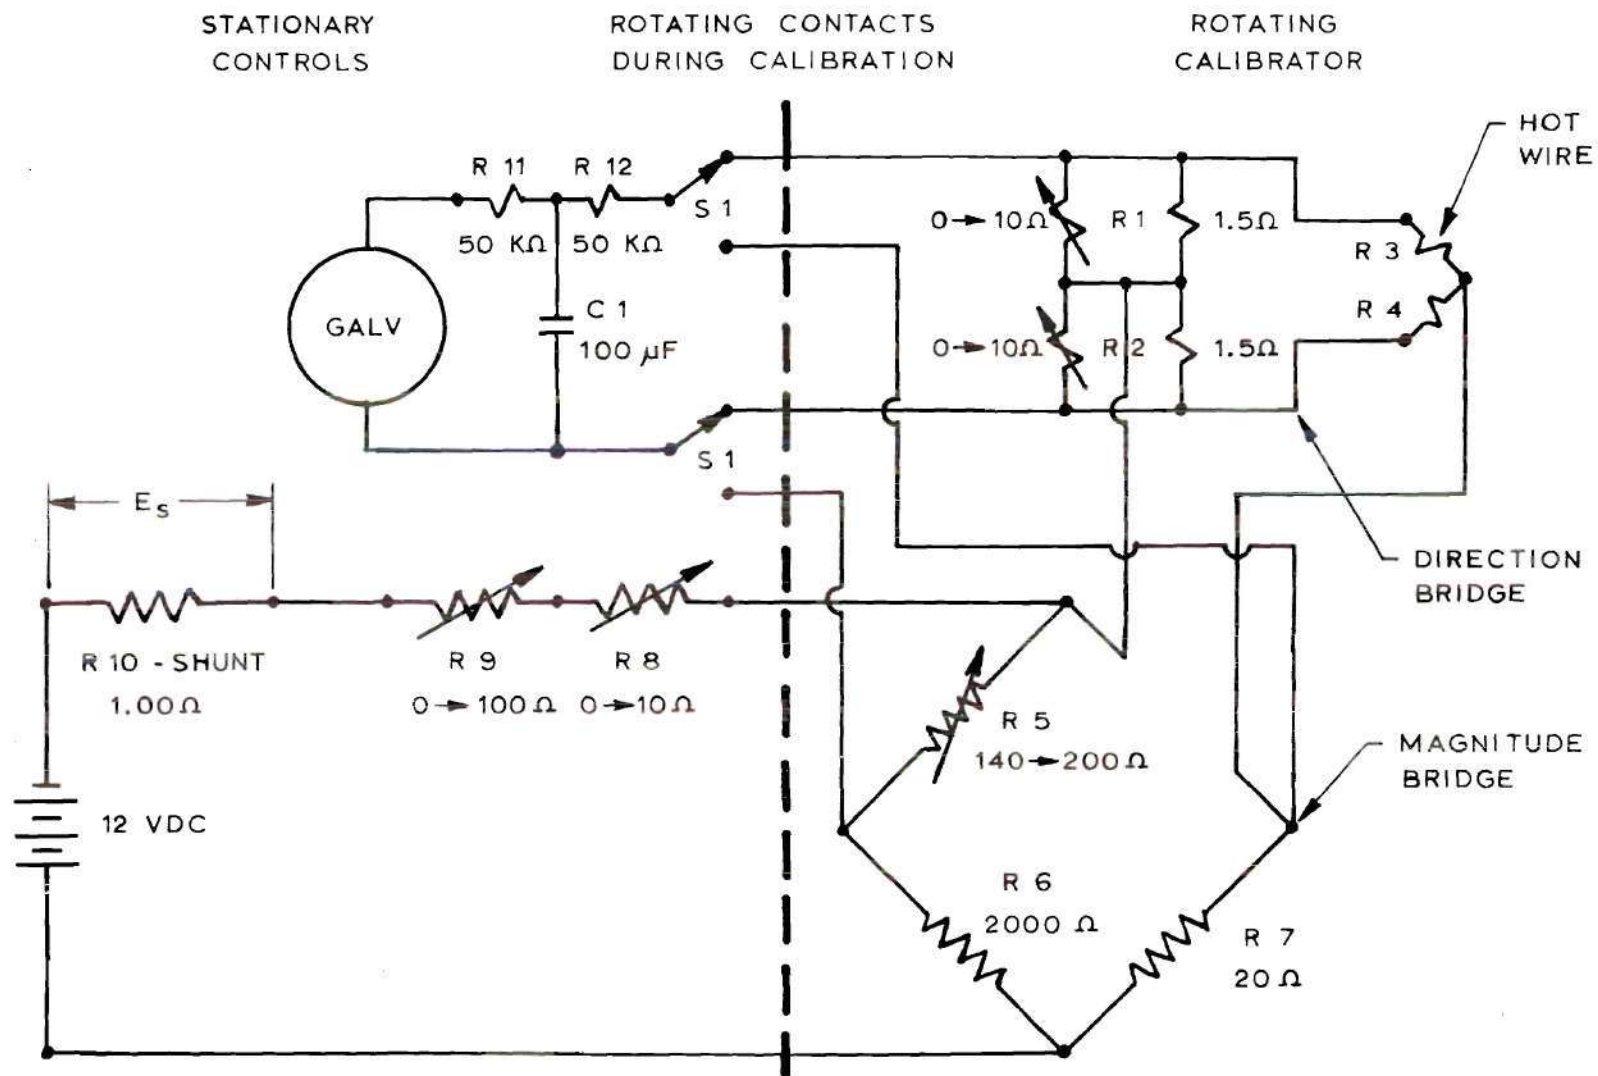 STATIONARY
CONTROLS
ROTATING CONTACTS
DURING CALIBRATION
ROTATING
CALIBRATOR
HOT
WIRE
R 11
R 12
50 KΩ
50 KΩ
S 1
0→10Ω
R 1
1.5Ω
R 3
GALV
C 1
100 µF
R 4
0→10Ω
R 2
1.5Ω
S 1
E_S
DIRECTION
BRIDGE
R 10 - SHUNT
1.00Ω
R 9
0→100Ω
R 8
0→10Ω
R 5
140→200Ω
MAGNITUDE
BRIDGE
12 VDC
R 6
2000 Ω
R 7
20Ω